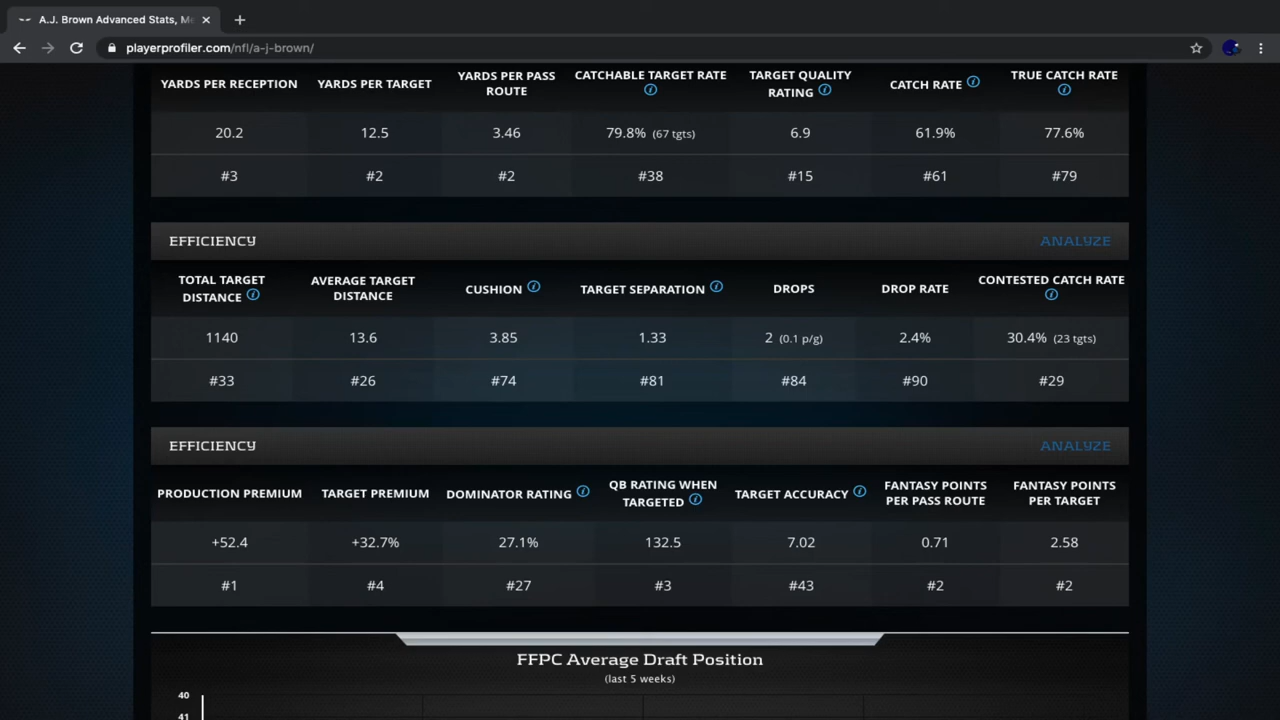 A.J. Brown Advanced Stats, Me
playerprofiler.com/nfl/a-j-brown/
YARDS PER RECEPTION YARDS PER TARGET YARDS PER PASS ROUTE CATCHABLE TARGET RATE TARGET QUALITY RATING CATCH RATE TRUE CATCH RATE
20.2 12.5 3.46 79.8% (67 tgts) 6.9 61.9% 77.6%
#3 #2 #2 #38 #15 #61 #79
EFFICIENCY ANALYZE
TOTAL TARGET DISTANCE AVERAGE TARGET DISTANCE CUSHION TARGET SEPARATION DROPS DROP RATE CONTESTED CATCH RATE
1140 13.6 3.85 1.33 2 (0.1 p/g) 2.4% 30.4% (23 tgts)
#33 #26 #74 #81 #84 #90 #29
EFFICIENCY ANALYZE
PRODUCTION PREMIUM TARGET PREMIUM DOMINATOR RATING QB RATING WHEN TARGETED TARGET ACCURACY FANTASY POINTS PER PASS ROUTE FANTASY POINTS PER TARGET
+52.4 +32.7% 27.1% 132.5 7.02 0.71 2.58
#1 #4 #27 #3 #43 #2 #2
FFPC Average Draft Position
(last 5 weeks)
40
41